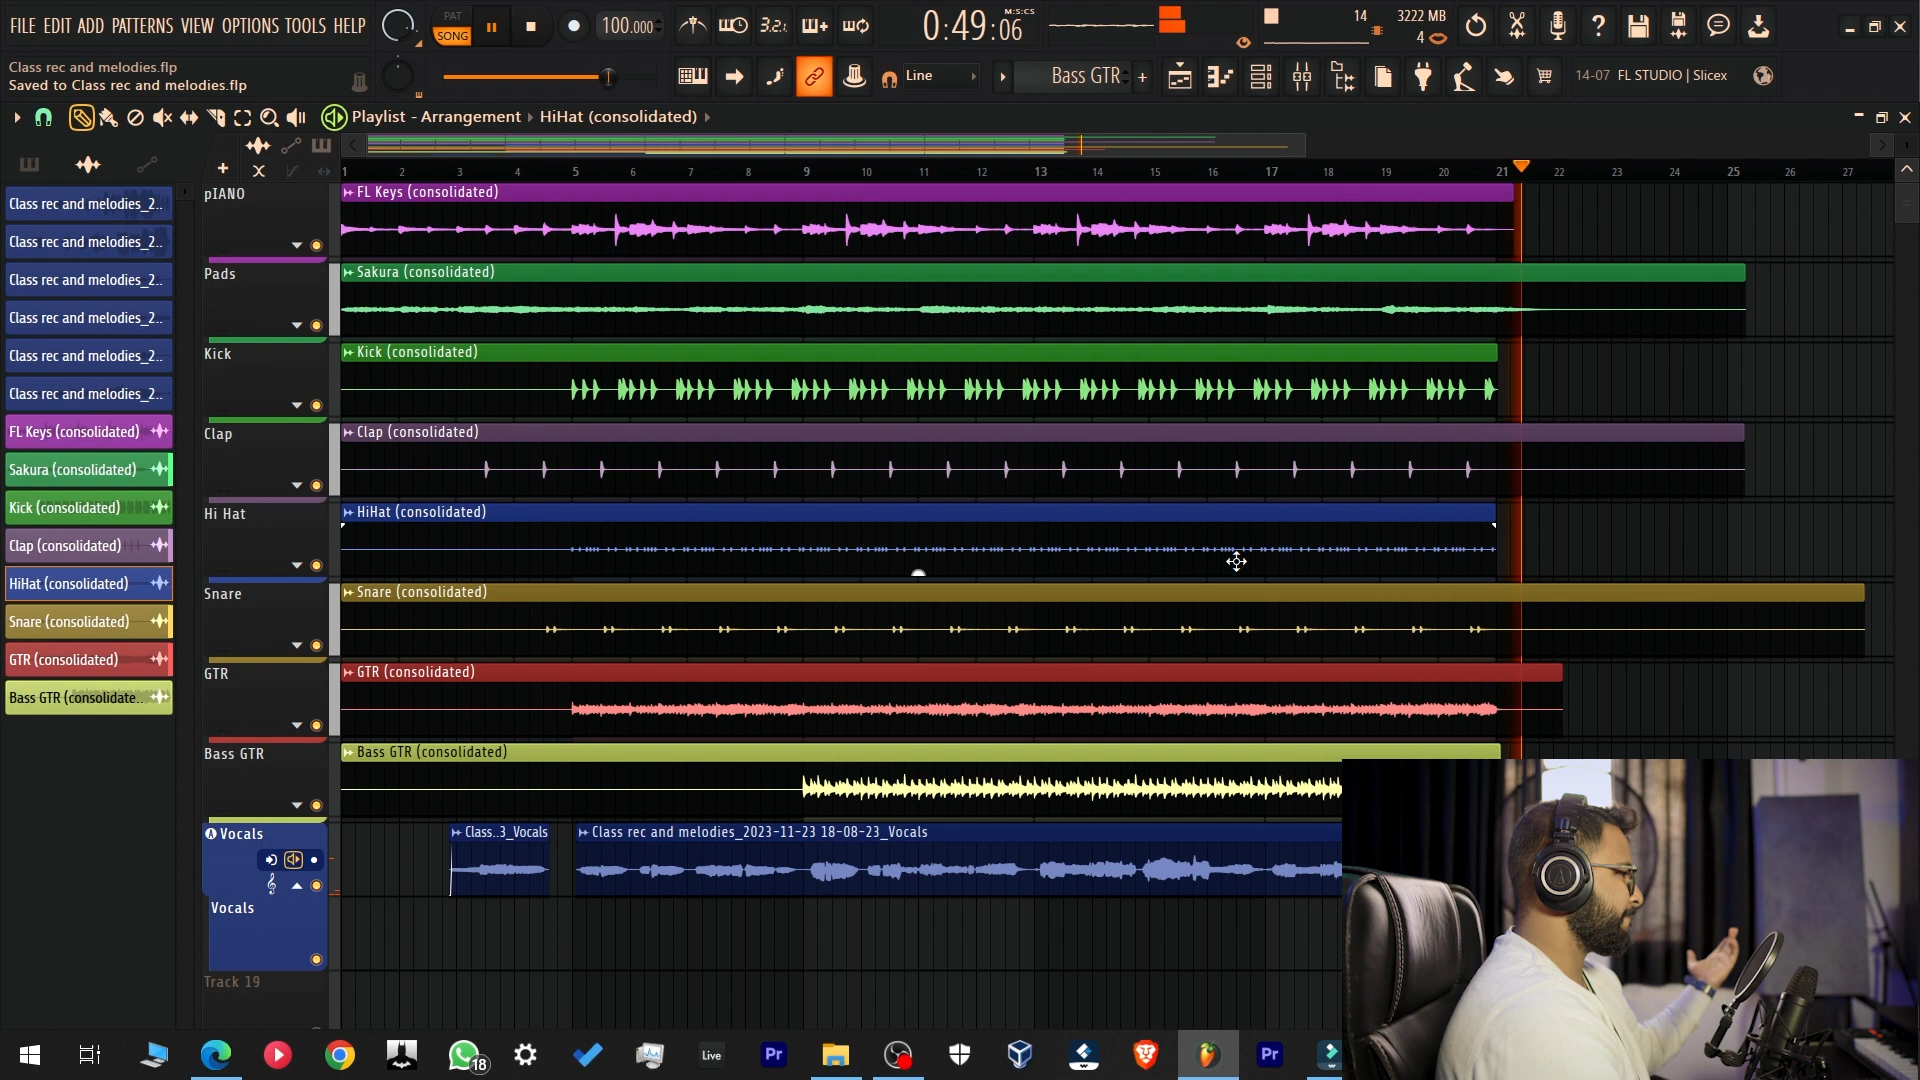 FILE EDIT ADD PATTERNS VIEW OPTIONS TOOLS HELP
PAT
SONG
100.000
3.2.1
0:49:06
M:S:CS
14
3222 MB
4
Class rec and melodies.flp
Saved to Class rec and melodies.flp
Line
Bass GTR
14-07 FL STUDIO | Slicex
Playlist - Arrangement HiHat (consolidated)
1 2 3 4 5 6 7 8 9 10 11 12 13 14 15 16 17 18 19 20 21 22 23 24 25 26 27
Class rec and melodies_2..
Class rec and melodies_2..
Class rec and melodies_2..
Class rec and melodies_2..
Class rec and melodies_2..
Class rec and melodies_2..
FL Keys (consolidated)
Sakura (consolidated)
Kick (consolidated)
Clap (consolidated)
HiHat (consolidated)
Snare (consolidated)
GTR (consolidated)
Bass GTR (consolidate..
pIANO
FL Keys (consolidated)
Pads
Sakura (consolidated)
Kick
Kick (consolidated)
Clap
Clap (consolidated)
Hi Hat
HiHat (consolidated)
Snare
Snare (consolidated)
GTR
GTR (consolidated)
Bass GTR
Bass GTR (consolidated)
Vocals
Class..3_Vocals
Class rec and melodies_2023-11-23 18-08-23_Vocals
Vocals
Track 19
18
Live
Pr
Pr